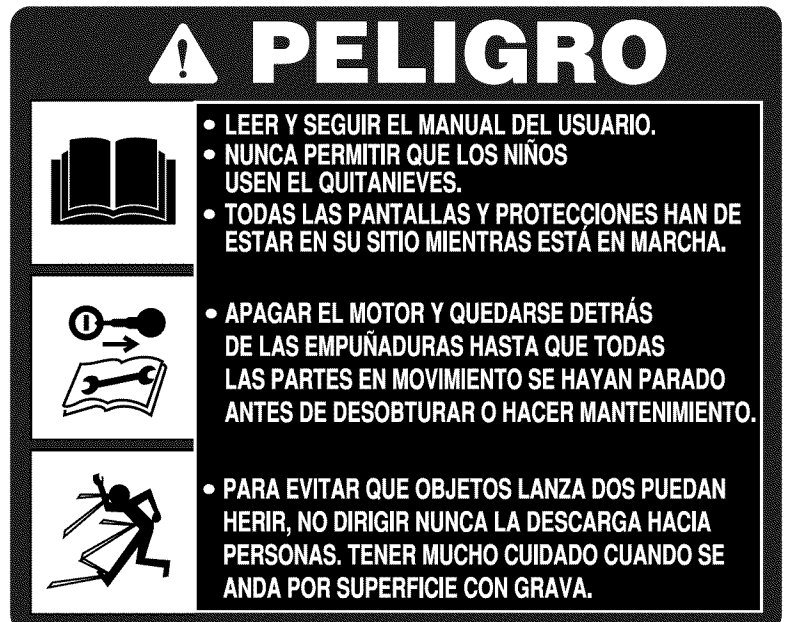 PELIGRO
• LEER Y SEGUIR EL MANUAL DEL USUARIO.
• NUNCA PERMITIR QUE LOS NIÑOS
USEN EL QUITANIEVES.
• TODAS LAS PANTALLAS Y PROTECCIONES HAN DE
ESTAR EN SU SITIO MIENTRAS ESTÁ EN MARCHA.
• APAGAR EL MOTOR Y QUEDARSE DETRÁS
DE LAS EMPUÑADURAS HASTA QUE TODAS
LAS PARTES EN MOVIMIENTO SE HAYAN PARADO
ANTES DE DESOBTURAR O HACER MANTENIMIENTO.
• PARA EVITAR QUE OBJETOS LANZA DOS PUEDAN
HERIR, NO DIRIGIR NUNCA LA DESCARGA HACIA
PERSONAS. TENER MUCHO CUIDADO CUANDO SE
ANDA POR SUPERFICIE CON GRAVA.